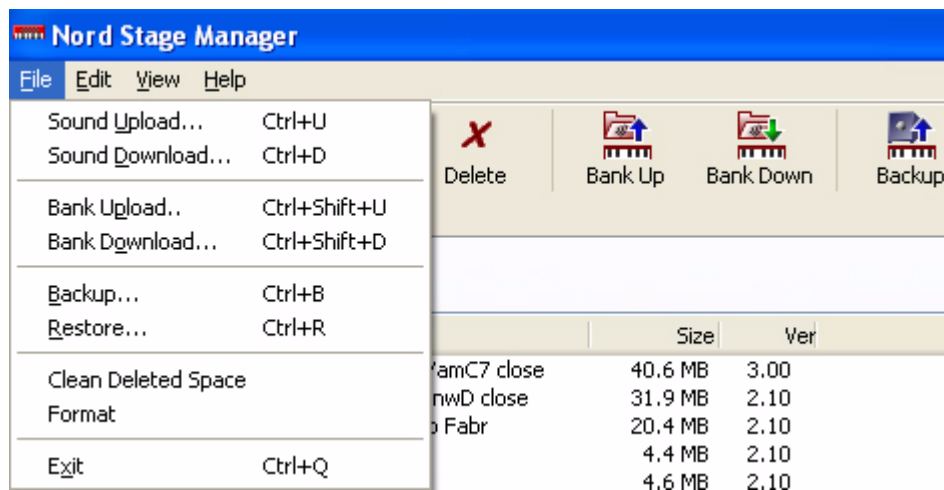 Nord Stage Manager
File Edit View Help
Sound Upload... Ctrl+U
Sound Download... Ctrl+D
Bank Upload.. Ctrl+Shift+U
Bank Download... Ctrl+Shift+D
Backup... Ctrl+B
Restore... Ctrl+R
Clean Deleted Space
Format
Exit Ctrl+Q
Delete Bank Up Bank Down Backup
Size Ver
close 40.6 MB 3.00
close 31.9 MB 2.10
Fabr 20.4 MB 2.10
4.4 MB 2.10
4.6 MB 2.10